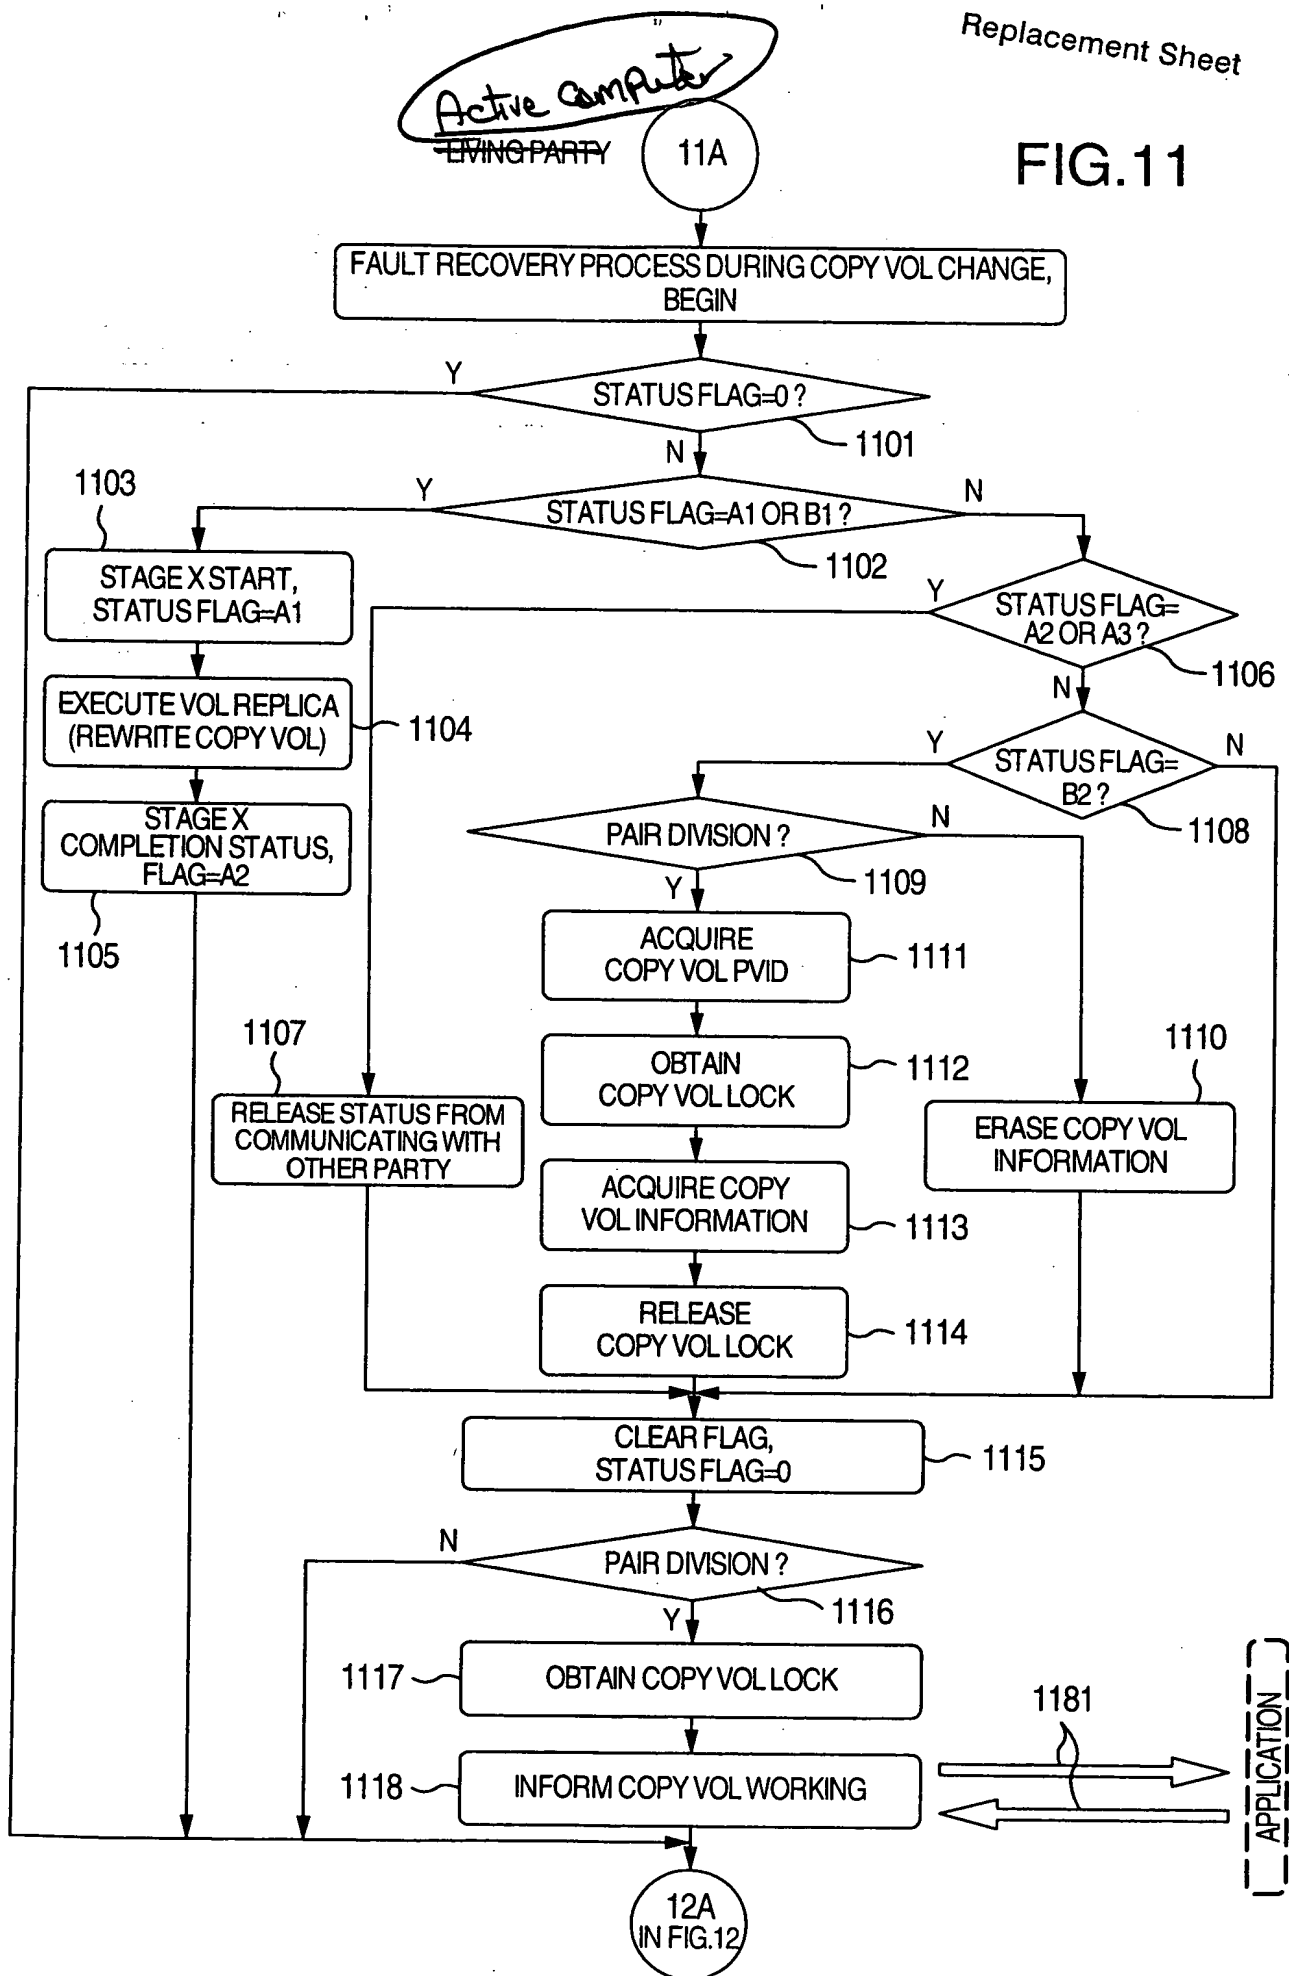 Replacement Sheet
Active computer
LIVING PARTY
11A
FIG.11
FAULT RECOVERY PROCESS DURING COPY VOL CHANGE,
BEGIN
Y
STATUS FLAG=0 ?
1101
N
1103
Y
STATUS FLAG=A1 OR B1 ?
N
1102
STAGE X START,
STATUS FLAG=A1
Y
STATUS FLAG=
A2 OR A3 ?
1106
N
EXECUTE VOL REPLICA
(REWRITE COPY VOL)
1104
Y
STATUS FLAG=
B2 ?
N
1108
STAGE X
COMPLETION STATUS,
FLAG=A2
1105
PAIR DIVISION ?
N
1109
Y
ACQUIRE
COPY VOL PVID
1111
1107
OBTAIN
COPY VOL LOCK
1112
1110
RELEASE STATUS FROM
COMMUNICATING WITH
OTHER PARTY
ERASE COPY VOL
INFORMATION
ACQUIRE COPY
VOL INFORMATION
1113
RELEASE
COPY VOL LOCK
1114
CLEAR FLAG,
STATUS FLAG=0
1115
N
PAIR DIVISION ?
1116
Y
1117
OBTAIN COPY VOL LOCK
1181
1118
INFORM COPY VOL WORKING
APPLICATION
12A
IN FIG.12